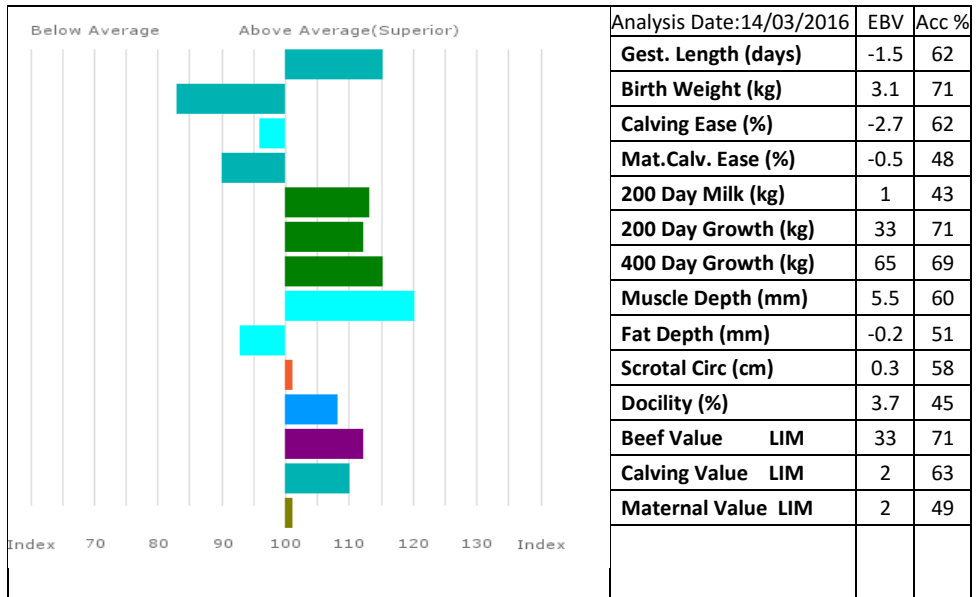 Below Average Above Average(Superior)
Index 70 80 90 100 110 120 130 Index
Analysis Date:14/03/2016 EBV Acc %
Gest. Length (days) -1.5 62
Birth Weight (kg) 3.1 71
Calving Ease (%) -2.7 62
Mat.Calv. Ease (%) -0.5 48
200 Day Milk (kg) 1 43
200 Day Growth (kg) 33 71
400 Day Growth (kg) 65 69
Muscle Depth (mm) 5.5 60
Fat Depth (mm) -0.2 51
Scrotal Circ (cm) 0.3 58
Docility (%) 3.7 45
Beef Value LIM 33 71
Calving Value LIM 2 63
Maternal Value LIM 2 49